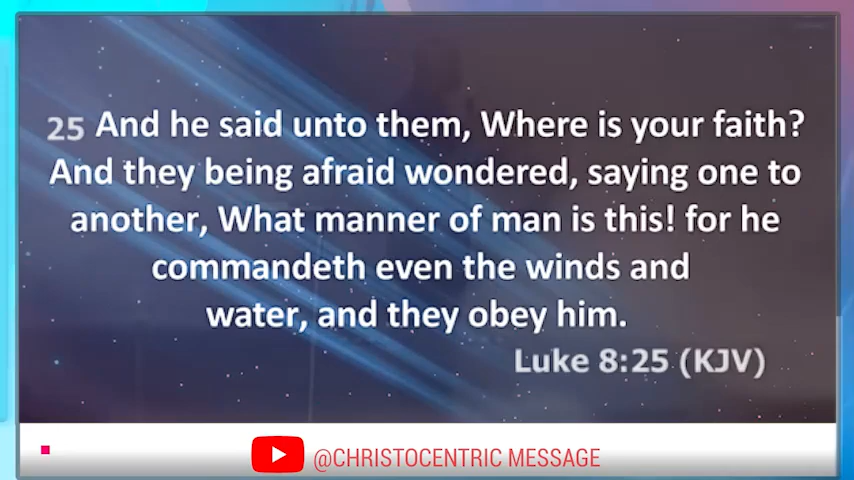 25 And he said unto them, Where is your faith?
And they being afraid wondered, saying one to
another, What manner of man is this! for he
commandeth even the winds and
water, and they obey him.
Luke 8:25 (KJV)
@CHRISTOCENTRIC MESSAGE